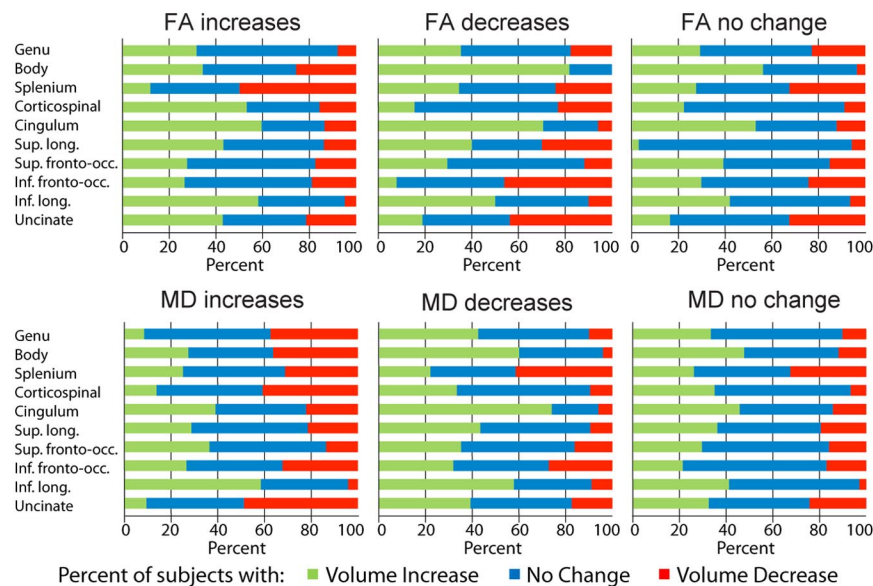 FA increases
FA decreases
FA no change
Genu
Body
Splenium
Corticospinal
Cingulum
Sup. long.
Sup. fronto-occ.
Inf. fronto-occ.
Inf. long.
Uncinate
0 20 40 60 80 100
0 20 40 60 80 100
0 20 40 60 80 100
Percent
Percent
Percent
MD increases
MD decreases
MD no change
Genu
Body
Splenium
Corticospinal
Cingulum
Sup. long.
Sup. fronto-occ.
Inf. fronto-occ.
Inf. long.
Uncinate
0 20 40 60 80 100
0 20 40 60 80 100
0 20 40 60 80 100
Percent
Percent
Percent
Percent of subjects with: Volume Increase No Change Volume Decrease